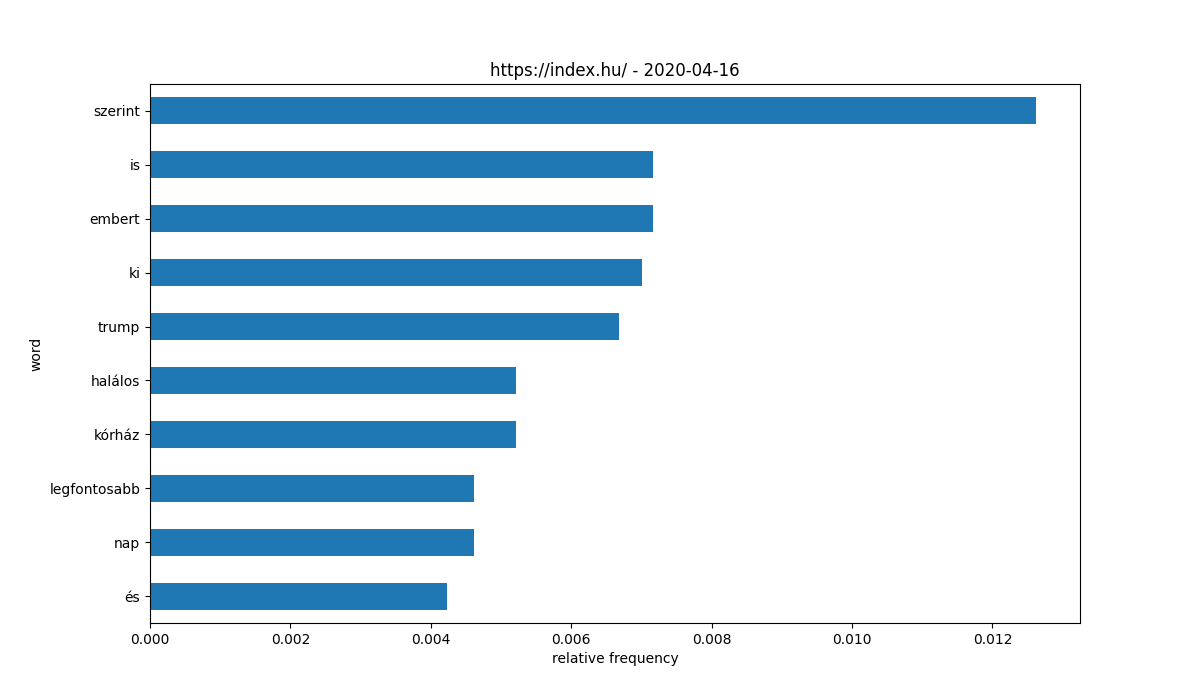 https://index.hu/ - 2020-04-16
szerint
is
embert
ki
trump
halálos
kórház
legfontosabb
nap
és
word
0.000 0.002 0.004 0.006 0.008 0.010 0.012
relative frequency